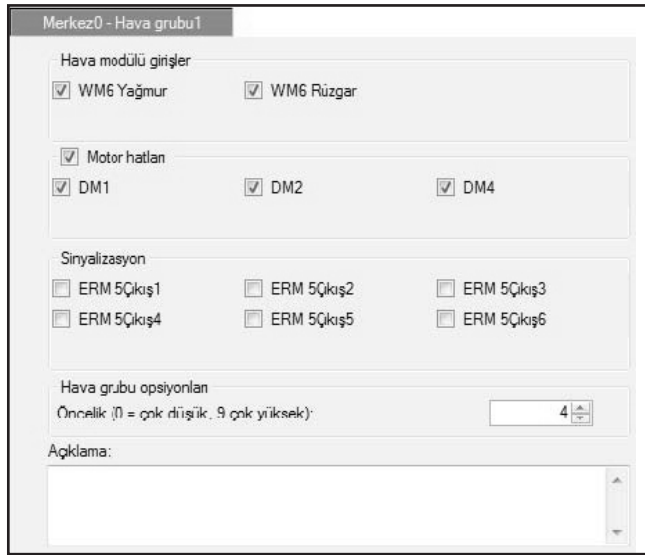 Merkez0 - Hava grubu1
Hava modülü girişler
WM6 Yağmur WM6 Rüzgar
Motor hatları
DM1 DM2 DM4
Sinyalizasyon
ERM 5Çıkış1 ERM 5Çıkış2 ERM 5Çıkış3
ERM 5Çıkış4 ERM 5Çıkış5 ERM 5Çıkış6
Hava grubu opsiyonları
Öncelik (0 = çok düşük, 9 çok yüksek): 4
Açıklama: